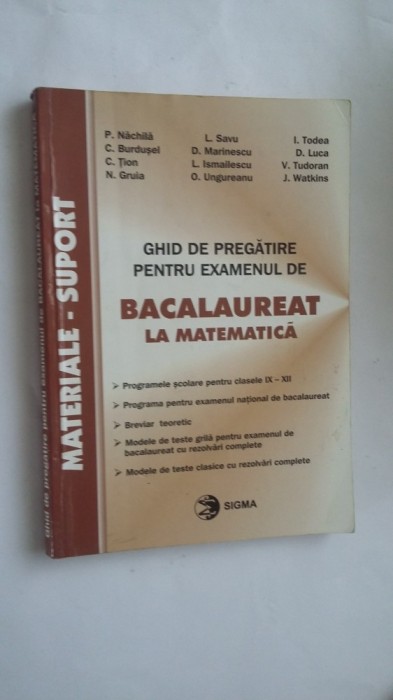 P. Năchilă L. Savu I. Todea
C. Burdușel D. Marinescu D. Luca
C. Țion L. Ismailescu V. Tudoran
N. Gruia O. Ungureanu J. Watkins
GHID DE PREGĂTIRE
PENTRU EXAMENUL DE
BACALAUREAT
LA MATEMATICĂ
➢ Programele școlare pentru clasele IX – XII
➢ Programa pentru examenul național de bacalaureat
➢ Breviar teoretic
➢ Modele de teste grilă pentru examenul de
bacalaureat cu rezolvări complete
➢ Modele de teste clasice cu rezolvări complete
SIGMA
MATERIALE - SUPORT
Ghid de pregătire pentru examenul de BACALAUREAT la MATEMATICĂ